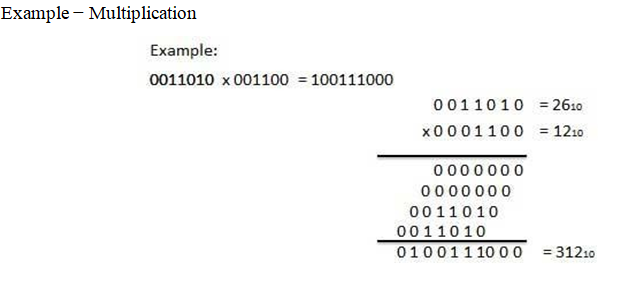 Example − Multiplication
Example:
0011010 x 001100 = 100111000
0 0 1 1 0 1 0 = 26₁₀
x 0 0 0 1 1 0 0 = 12₁₀
0 0 0 0 0 0 0
0 0 0 0 0 0 0
0 0 1 1 0 1 0
0 0 1 1 0 1 0
0 1 0 0 1 1 1 0 0 0 = 312₁₀